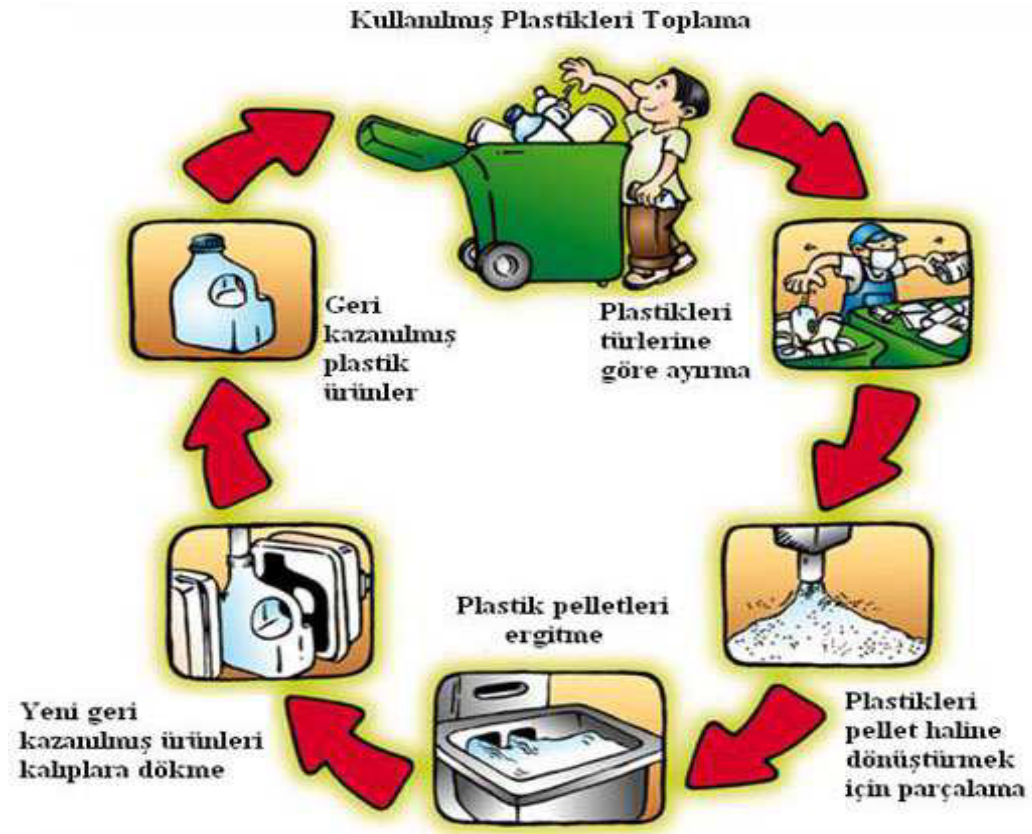 Kullanılmış Plastikleri Toplama
Plastikleri
türlerine
göre ayırma
Plastikleri
pellet haline
dönüştürmek
için parçalama
Plastik pelletleri
ergitme
Yeni geri
kazanılmış ürünleri
kalıplara dökme
Geri
kazanılmış
plastik
ürünler